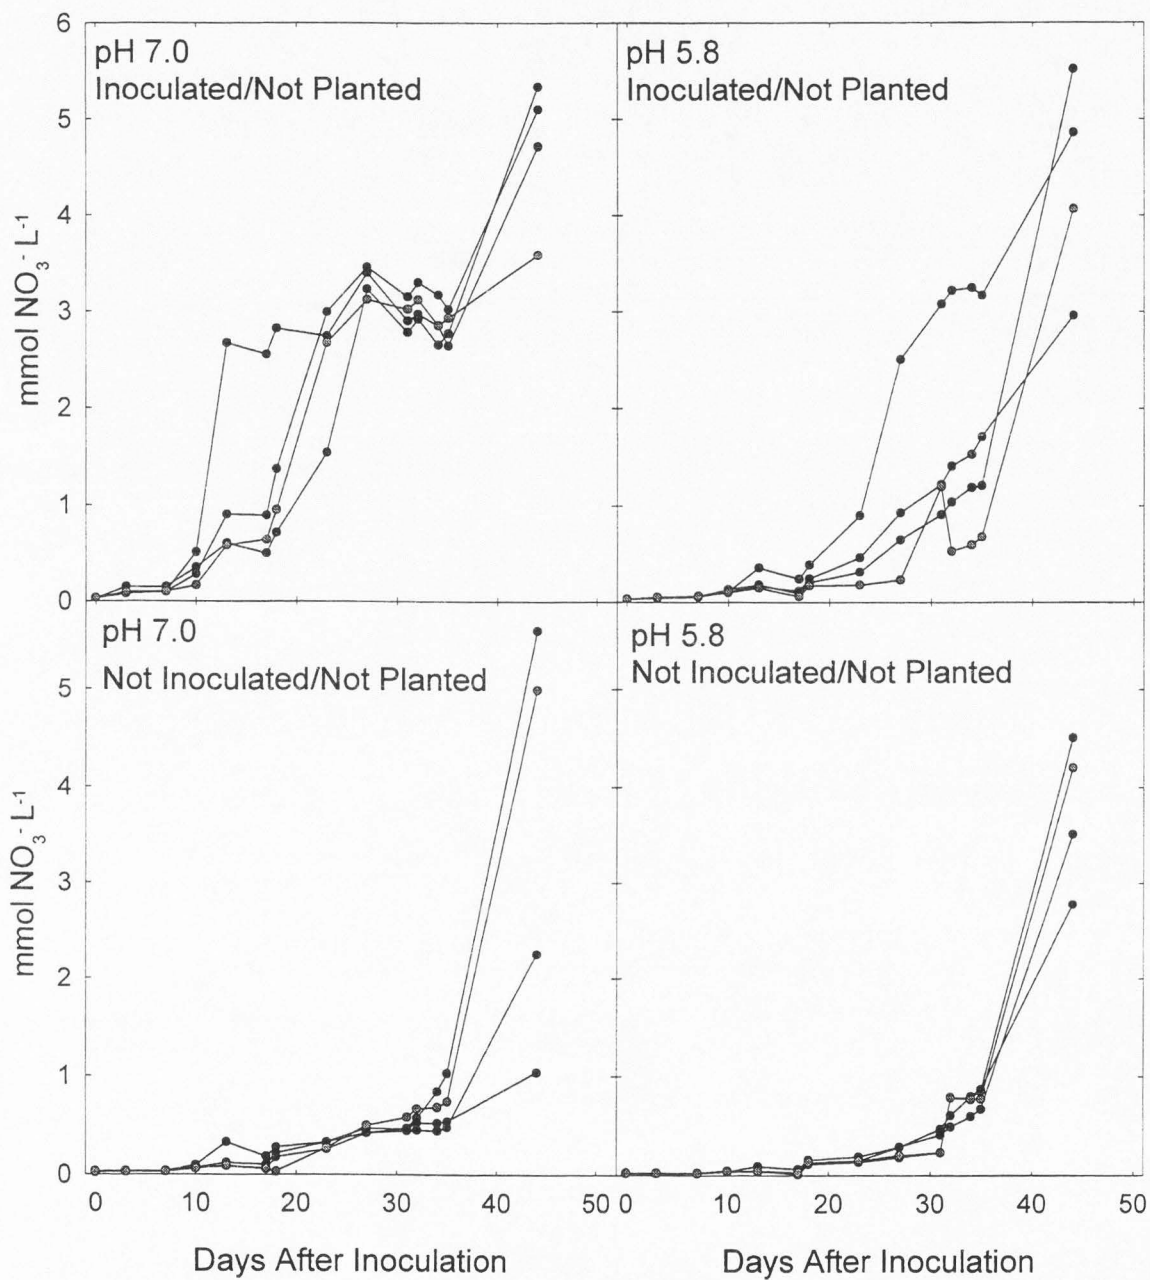 pH 7.0
Inoculated/Not Planted
pH 5.8
Inoculated/Not Planted
6
5
4
3
2
1
0
mmol NO₃· L⁻¹
pH 7.0
Not Inoculated/Not Planted
pH 5.8
Not Inoculated/Not Planted
5
4
3
2
1
0
mmol NO₃· L⁻¹
0 10 20 30 40 50 0 10 20 30 40 50
Days After Inoculation
Days After Inoculation